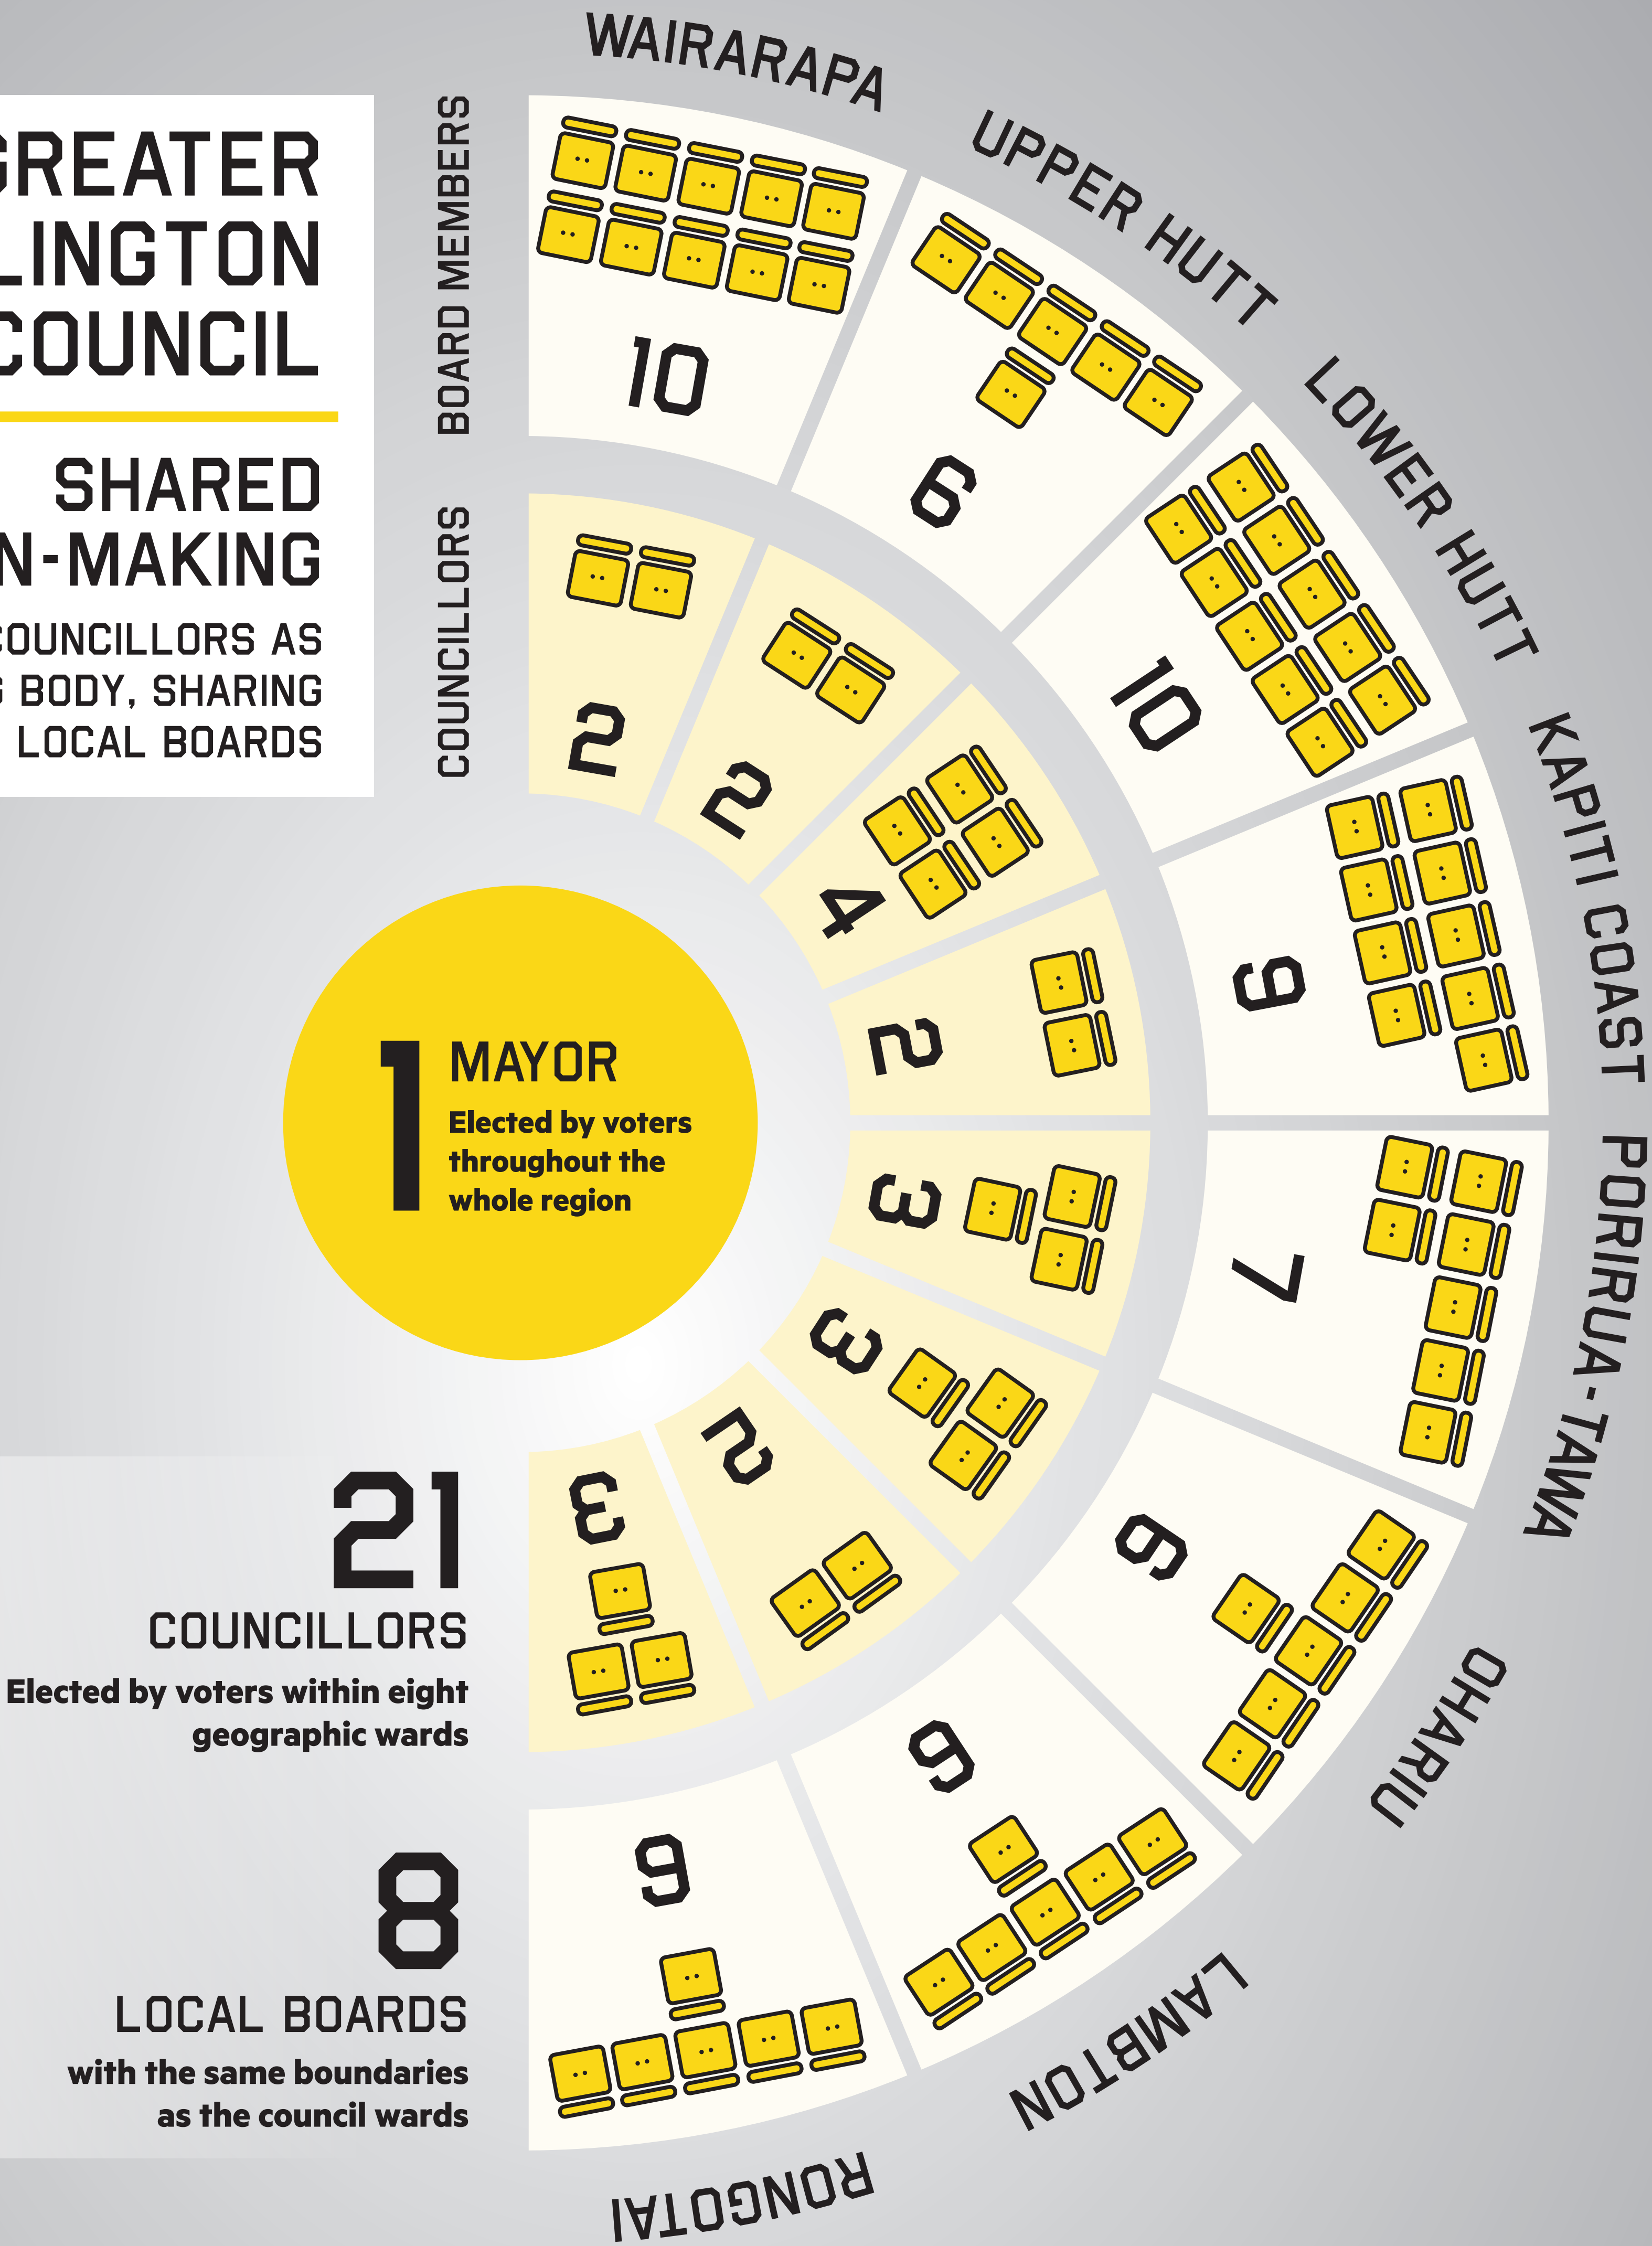 GREATER
LINGTON
COUNCIL
SHARED
N-MAKING
COUNCILLORS AS
G BODY, SHARING
LOCAL BOARDS
BOARD MEMBERS
COUNCILLORS
WAIRARAPA
10
2
UPPER HUTT
6
2
LOWER HUTT
10
4
KAPITI COAST
9
2
PORIRUA-TAWA
7
3
OHARIU
6
3
LAMBTON
6
2
RONGOTAI
6
3
1
MAYOR
Elected by voters
throughout the
whole region
21
COUNCILLORS
Elected by voters within eight
geographic wards
8
LOCAL BOARDS
with the same boundaries
as the council wards